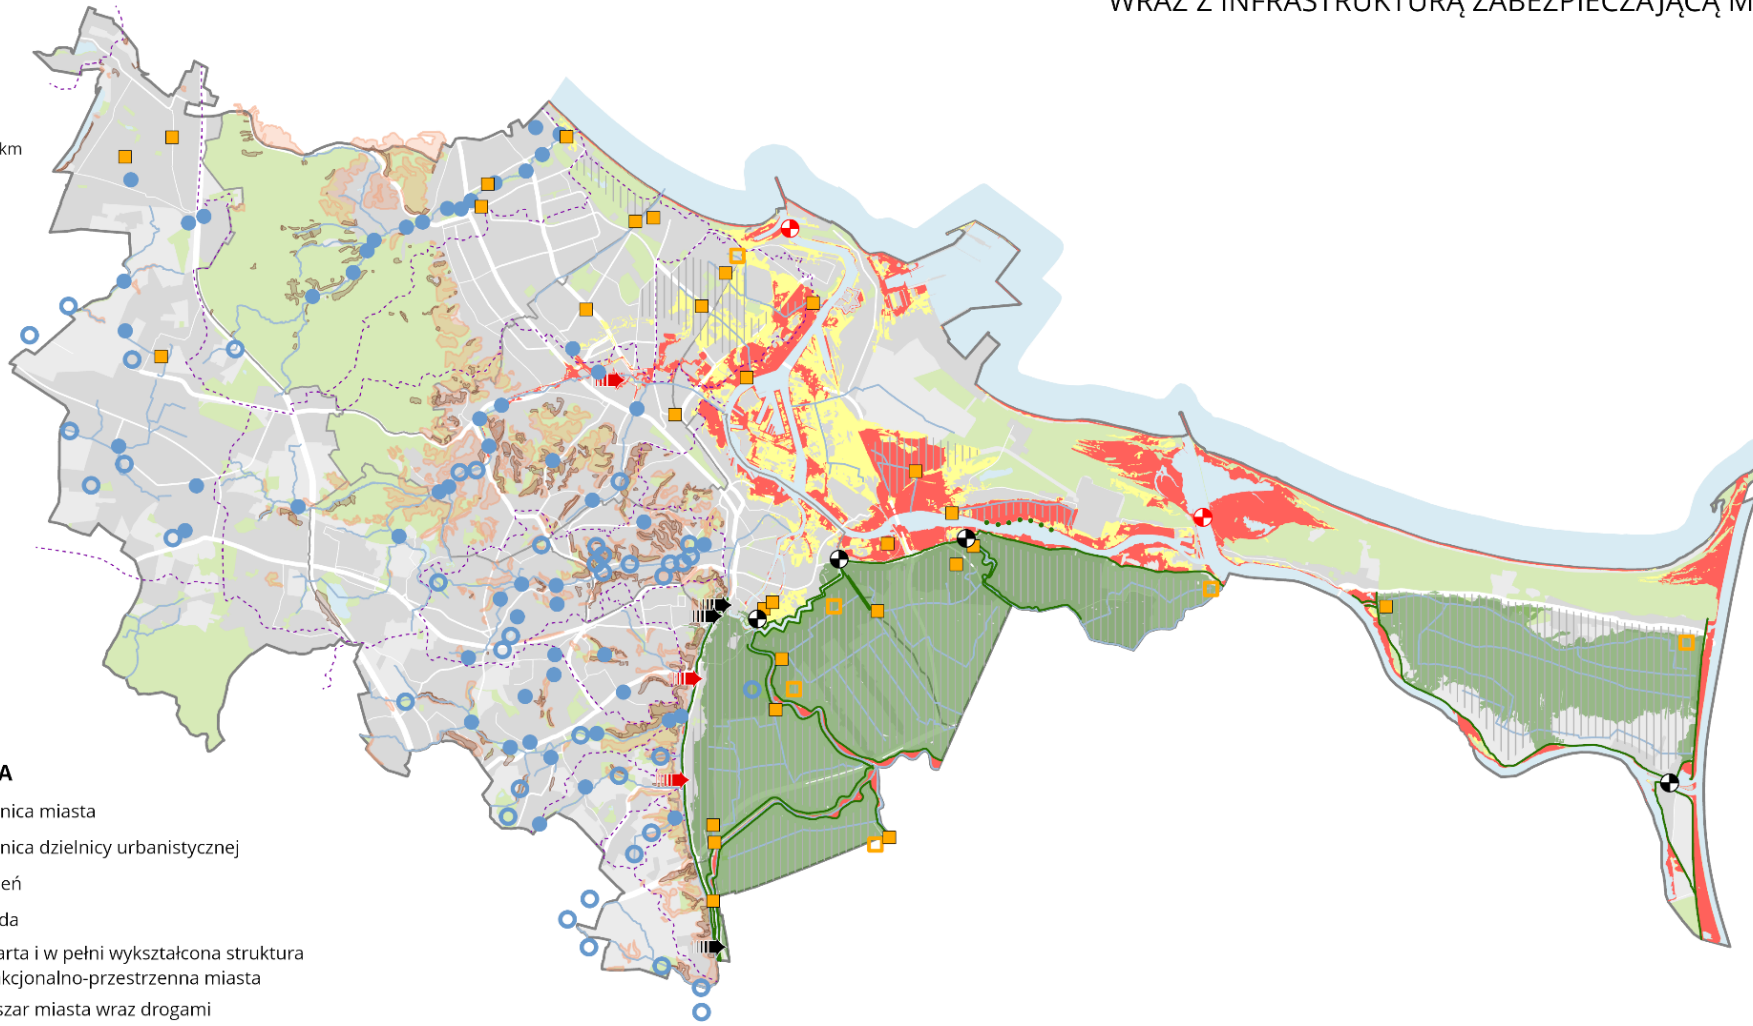 WRAZ Z INFRASTRUKTURĄ ZABEZPIECZAJĄCĄ M
km
A
nica miasta
nica dzielnicy urbanistycznej
eń
da
arta i w pełni wykształcona struktura
kcjonalno-przestrzenna miasta
szar miasta wraz drogami